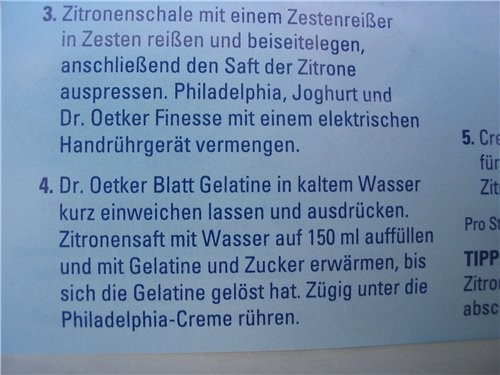 3. Zitronenschale mit einem Zestenreißer
in Zesten reißen und beiseitelegen,
anschließend den Saft der Zitrone
auspressen. Philadelphia, Joghurt und
Dr. Oetker Finesse mit einem elektrischen
Handrührgerät vermengen.
4. Dr. Oetker Blatt Gelatine in kaltem Wasser
kurz einweichen lassen und ausdrücken.
Zitronensaft mit Wasser auf 150 ml auffüllen
und mit Gelatine und Zucker erwärmen, bis
sich die Gelatine gelöst hat. Zügig unter die
Philadelphia-Creme rühren.
5. Cre
für
Zit
Pro St
TIPP
Zitro
absc